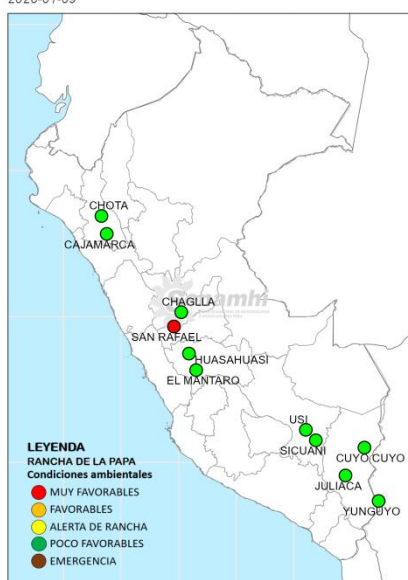 CHOTA
CAJAMARCA
CHAGLLA
senamhi
SAN RAFAEL
HUASAHUASI
EL MANTARO
USI
SICUANI
CUYO CUYO
JULIACA
YUNGUYO
LEYENDA
RANCHA DE LA PAPA
Condiciones ambientales
MUY FAVORABLES
FAVORABLES
ALERTA DE RANCHA
POCO FAVORABLES
EMERGENCIA